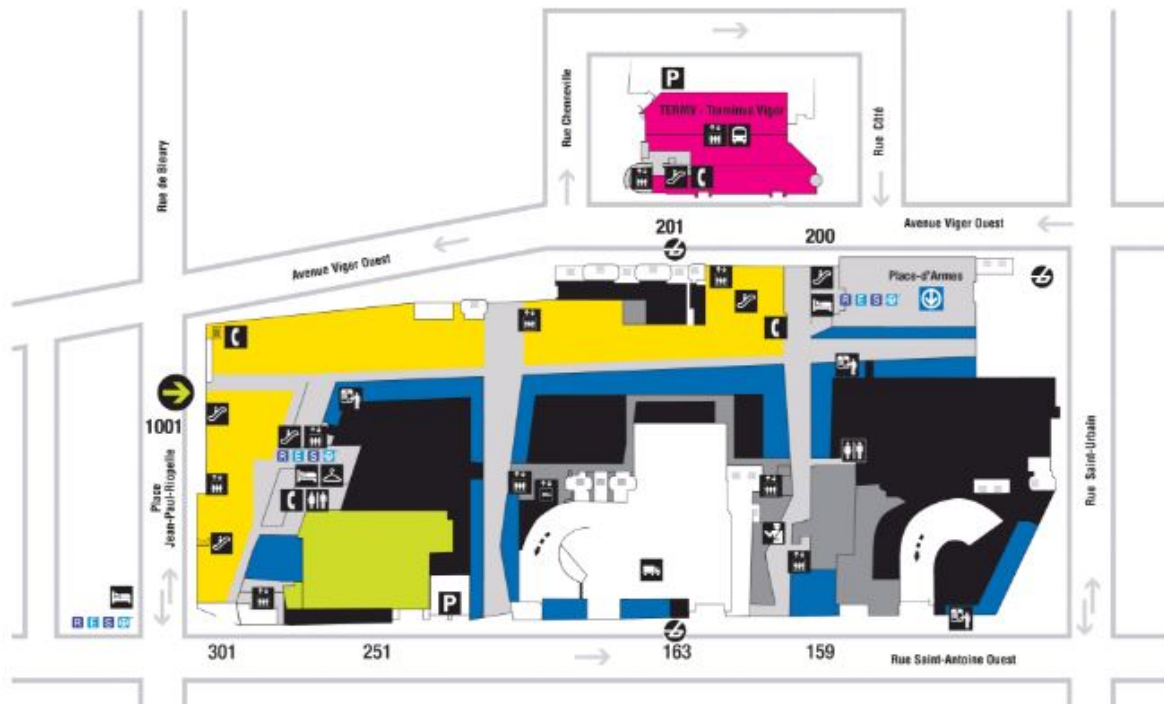 Rue Chenneville
P
TERMV - Terminus Viger
Rue Côté
Rue de Bleury
Avenue Viger Ouest
201
200
Avenue Viger Ouest
Place-d'Armes
R É S O
1001
Place
Jean-Paul-Riopelle
R É S O
Rue Saint-Urbain
R É S O
P
301
251
163
159
Rue Saint-Antoine Ouest